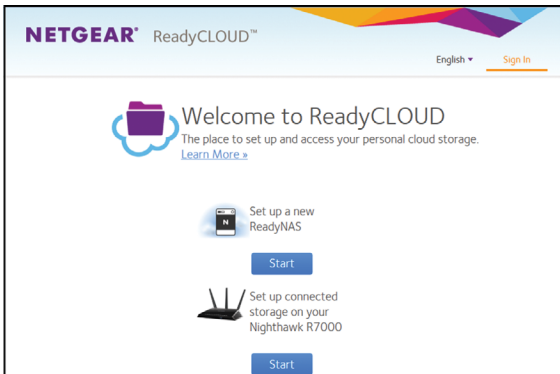 NETGEAR® ReadyCLOUD™
English ▾ Sign In
Welcome to ReadyCLOUD
The place to set up and access your personal cloud storage.
Learn More »
Set up a new
ReadyNAS
N
Start
Set up connected
storage on your
Nighthawk R7000
Start